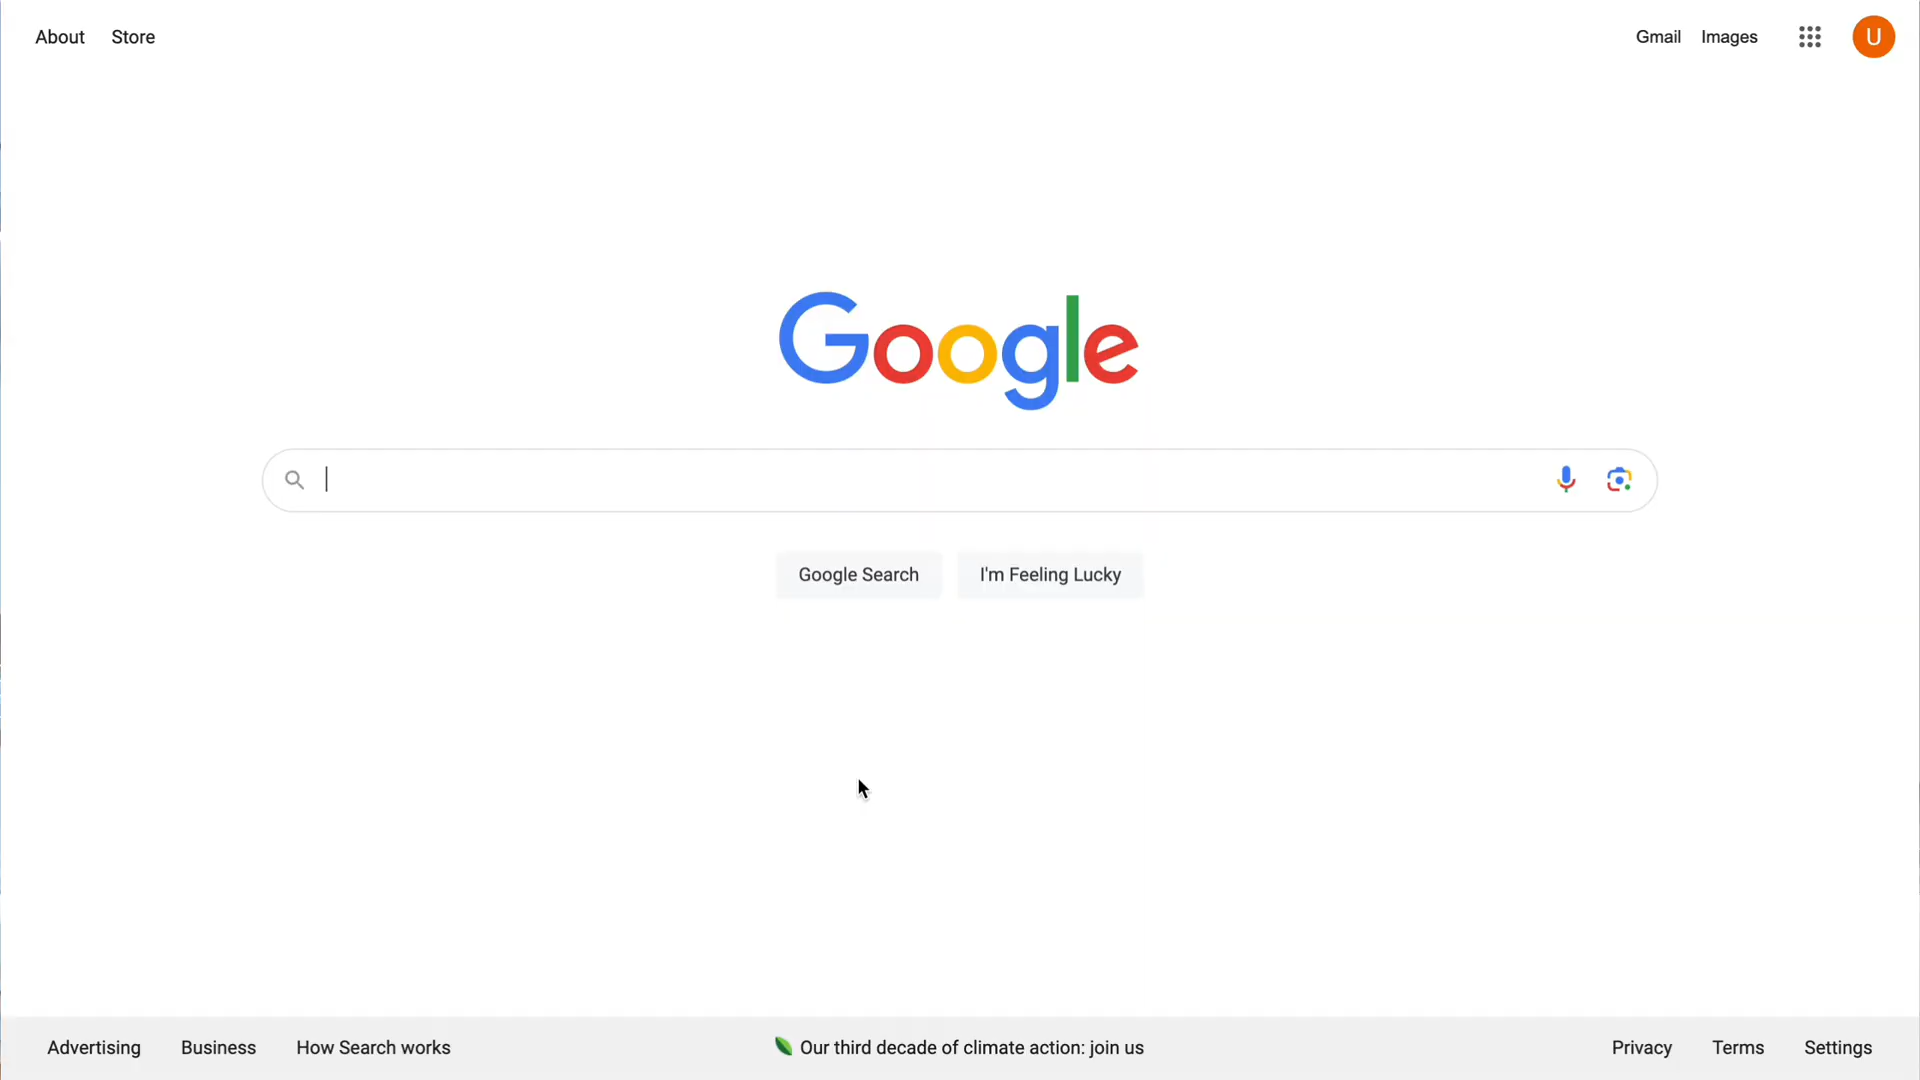 About Store
Gmail Images
U
Google
Google Search
I'm Feeling Lucky
Advertising Business How Search works
Our third decade of climate action: join us
Privacy Terms Settings